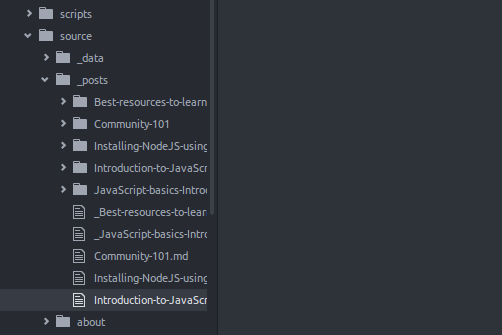 scripts
source
_data
_posts
Best-resources-to-learn
Community-101
Installing-NodeJS-using
Introduction-to-JavaScr
JavaScript-basics-Intro
_Best-resources-to-lear
_JavaScript-basics-Intr
Community-101.md
Installing-NodeJS-using
Introduction-to-JavaScr
about